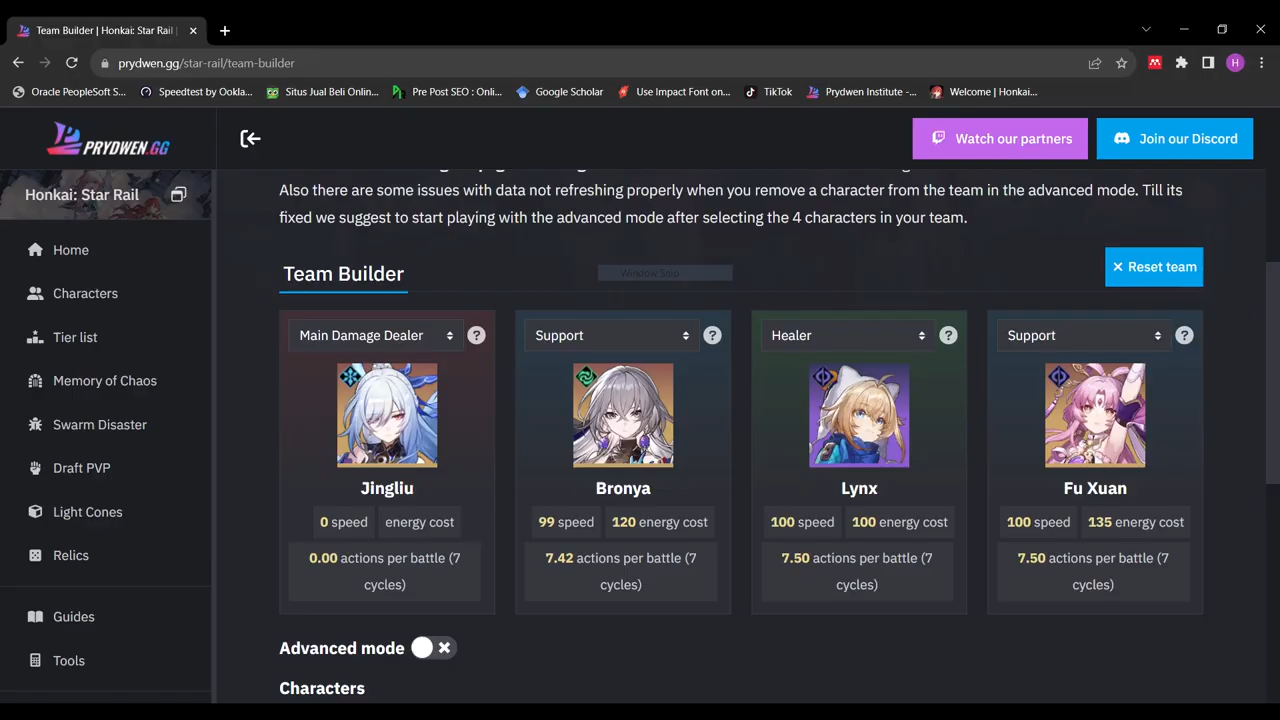 Team Builder | Honkai: Star Rail |
prydwen.gg/star-rail/team-builder
H
Oracle PeopleSoft S...
Speedtest by Ookla...
Situs Jual Beli Onlin...
Pre Post SEO : Onli...
Google Scholar
Use Impact Font on...
TikTok
Prydwen Institute -...
Welcome | Honkai...
PRYDWEN.GG
Watch our partners
Join our Discord
Honkai: Star Rail
Home
Characters
Tier list
Memory of Chaos
Swarm Disaster
Draft PVP
Light Cones
Relics
Guides
Tools
Also there are some issues with data not refreshing properly when you remove a character from the team in the advanced mode. Till its
fixed we suggest to start playing with the advanced mode after selecting the 4 characters in your team.
Team Builder
Window Snip
Reset team
Main Damage Dealer ?
Support ?
Healer ?
Support ?
Jingliu
Bronya
Lynx
Fu Xuan
0 speed energy cost
99 speed 120 energy cost
100 speed 100 energy cost
100 speed 135 energy cost
0.00 actions per battle (7
cycles)
7.42 actions per battle (7
cycles)
7.50 actions per battle (7
cycles)
7.50 actions per battle (7
cycles)
Advanced mode
Characters